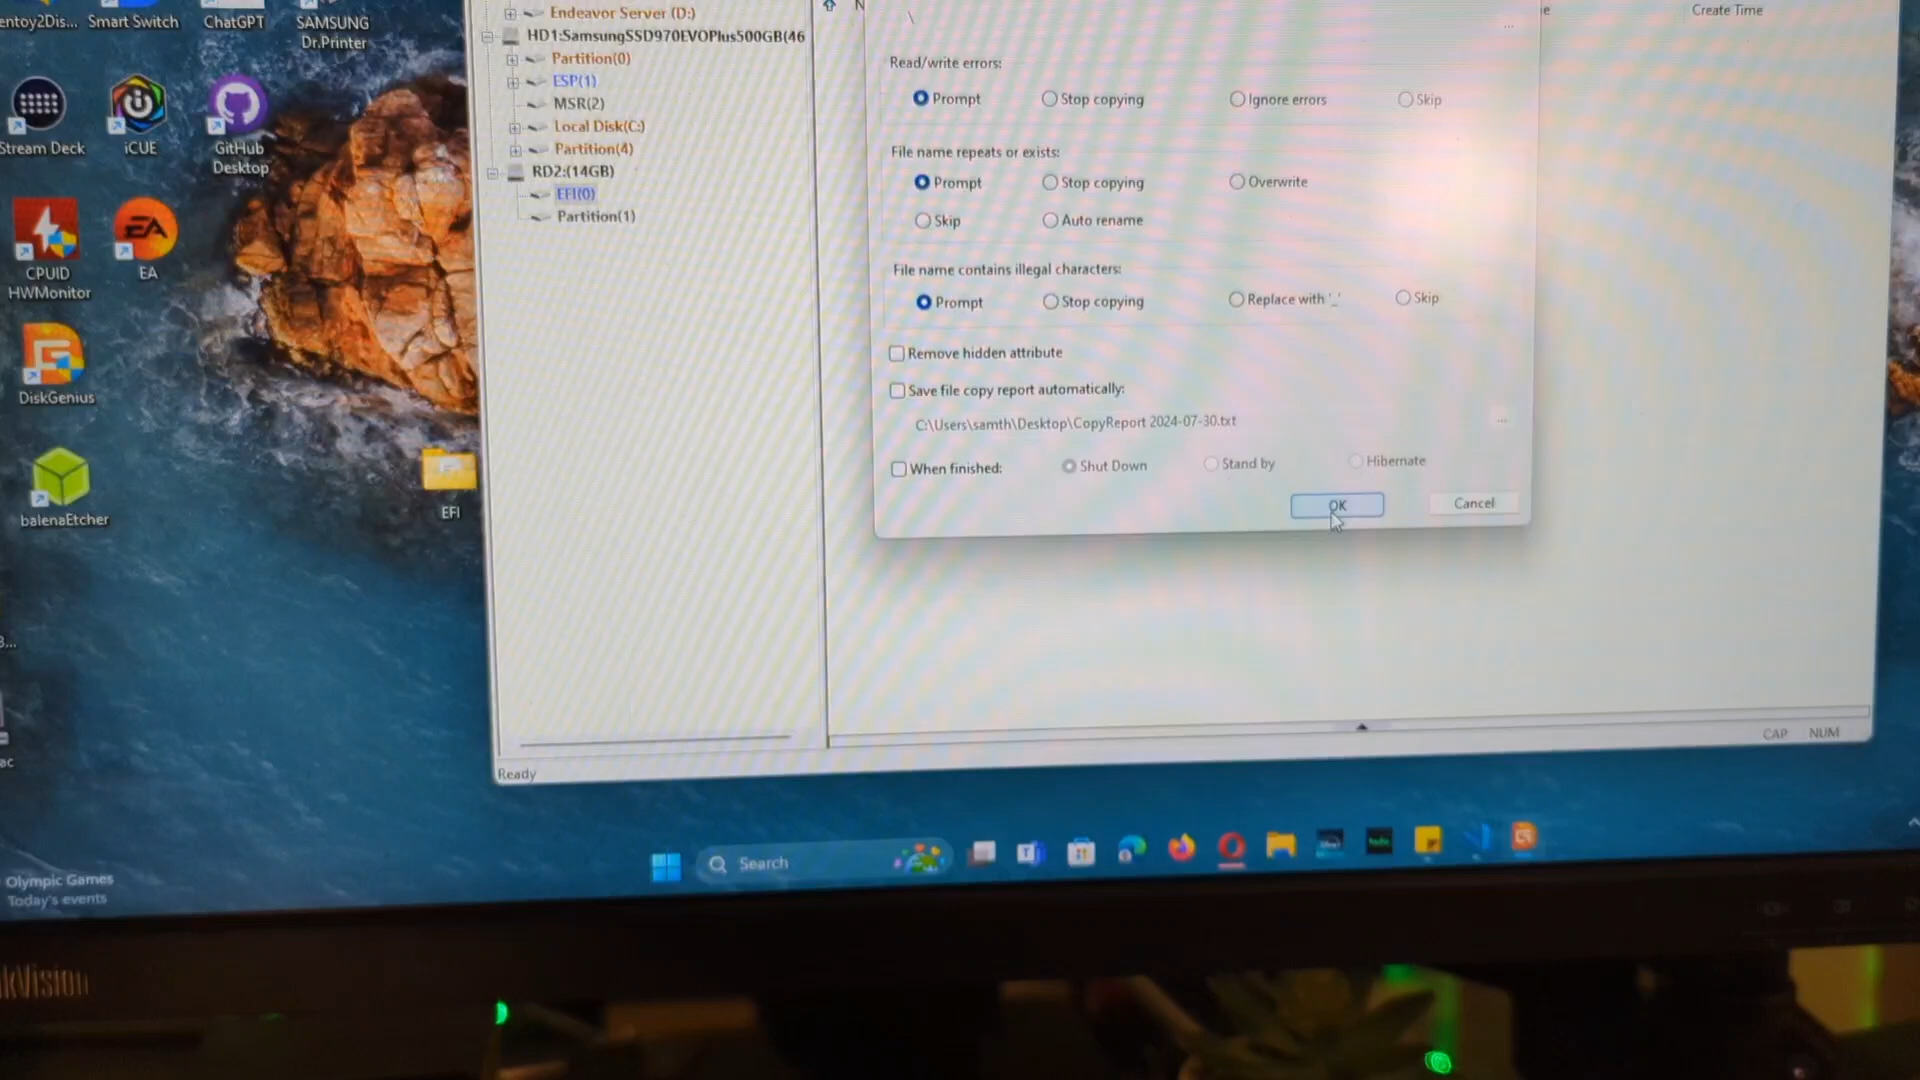 entoy2Dis...
Smart Switch
ChatGPT
SAMSUNG
Dr.Printer
Stream Deck
iCUE
GitHub
Desktop
CPUID
HWMonitor
EA
EA
DiskGenius
balenaEtcher
EFI
3...
ac
Olympic Games
Today's events
Endeavor Server (D:)
HD1:SamsungSSD970EVOPlus500GB(46
Partition(0)
ESP(1)
MSR(2)
Local Disk(C:)
Partition(4)
RD2:(14GB)
EFI(0)
Partition(1)
Ready
N
e
Create Time
\
...
Read/write errors:
Prompt Stop copying Ignore errors Skip
File name repeats or exists:
Prompt Stop copying Overwrite
Skip Auto rename
File name contains illegal characters:
Prompt Stop copying Replace with '_' Skip
Remove hidden attribute
Save file copy report automatically:
C:\Users\samth\Desktop\CopyReport 2024-07-30.txt ...
When finished: Shut Down Stand by Hibernate
OK Cancel
CAP NUM
Search
kVision